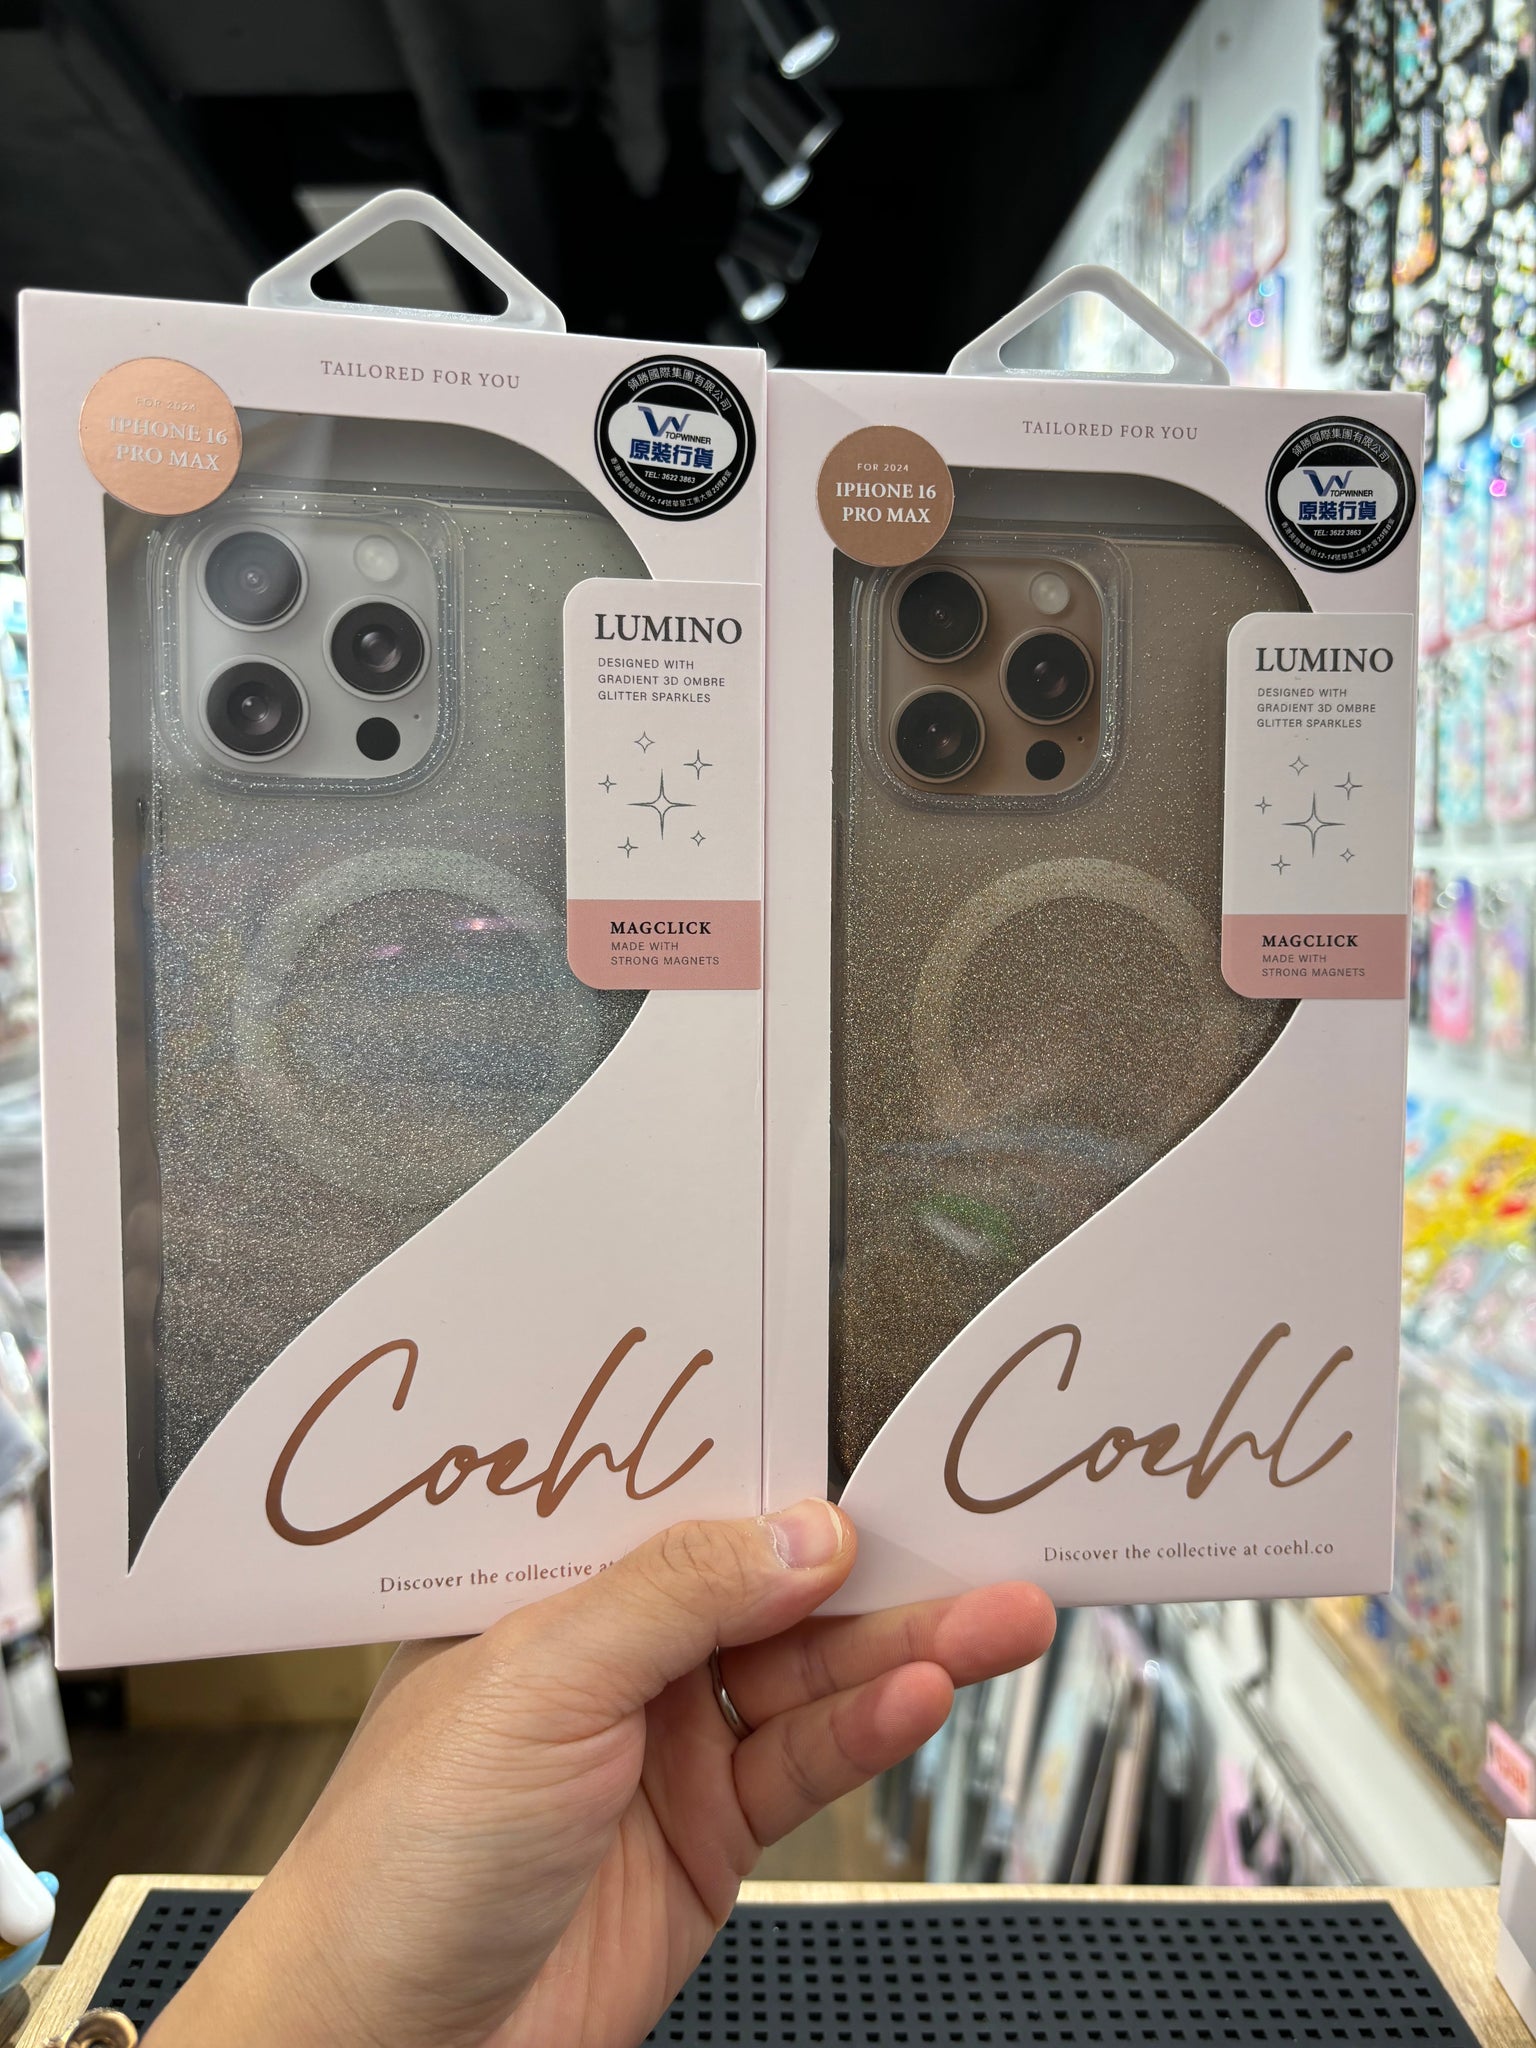 TAILORED FOR YOU
FOR 2024
IPHONE 16
PRO MAX
領勝國際集團有限公司
W
TOPWINNER
原裝行貨
TEL: 3622 3863
LUMINO
DESIGNED WITH
GRADIENT 3D OMBRE
GLITTER SPARKLES
MAGCLICK
MADE WITH
STRONG MAGNETS
Coehl
Discover the collective at
TAILORED FOR YOU
FOR 2024
IPHONE 16
PRO MAX
領勝國際集團有限公司
W
TOPWINNER
原裝行貨
TEL: 3622 3863
LUMINO
DESIGNED WITH
GRADIENT 3D OMBRE
GLITTER SPARKLES
MAGCLICK
MADE WITH
STRONG MAGNETS
Coehl
Discover the collective at coehl.co